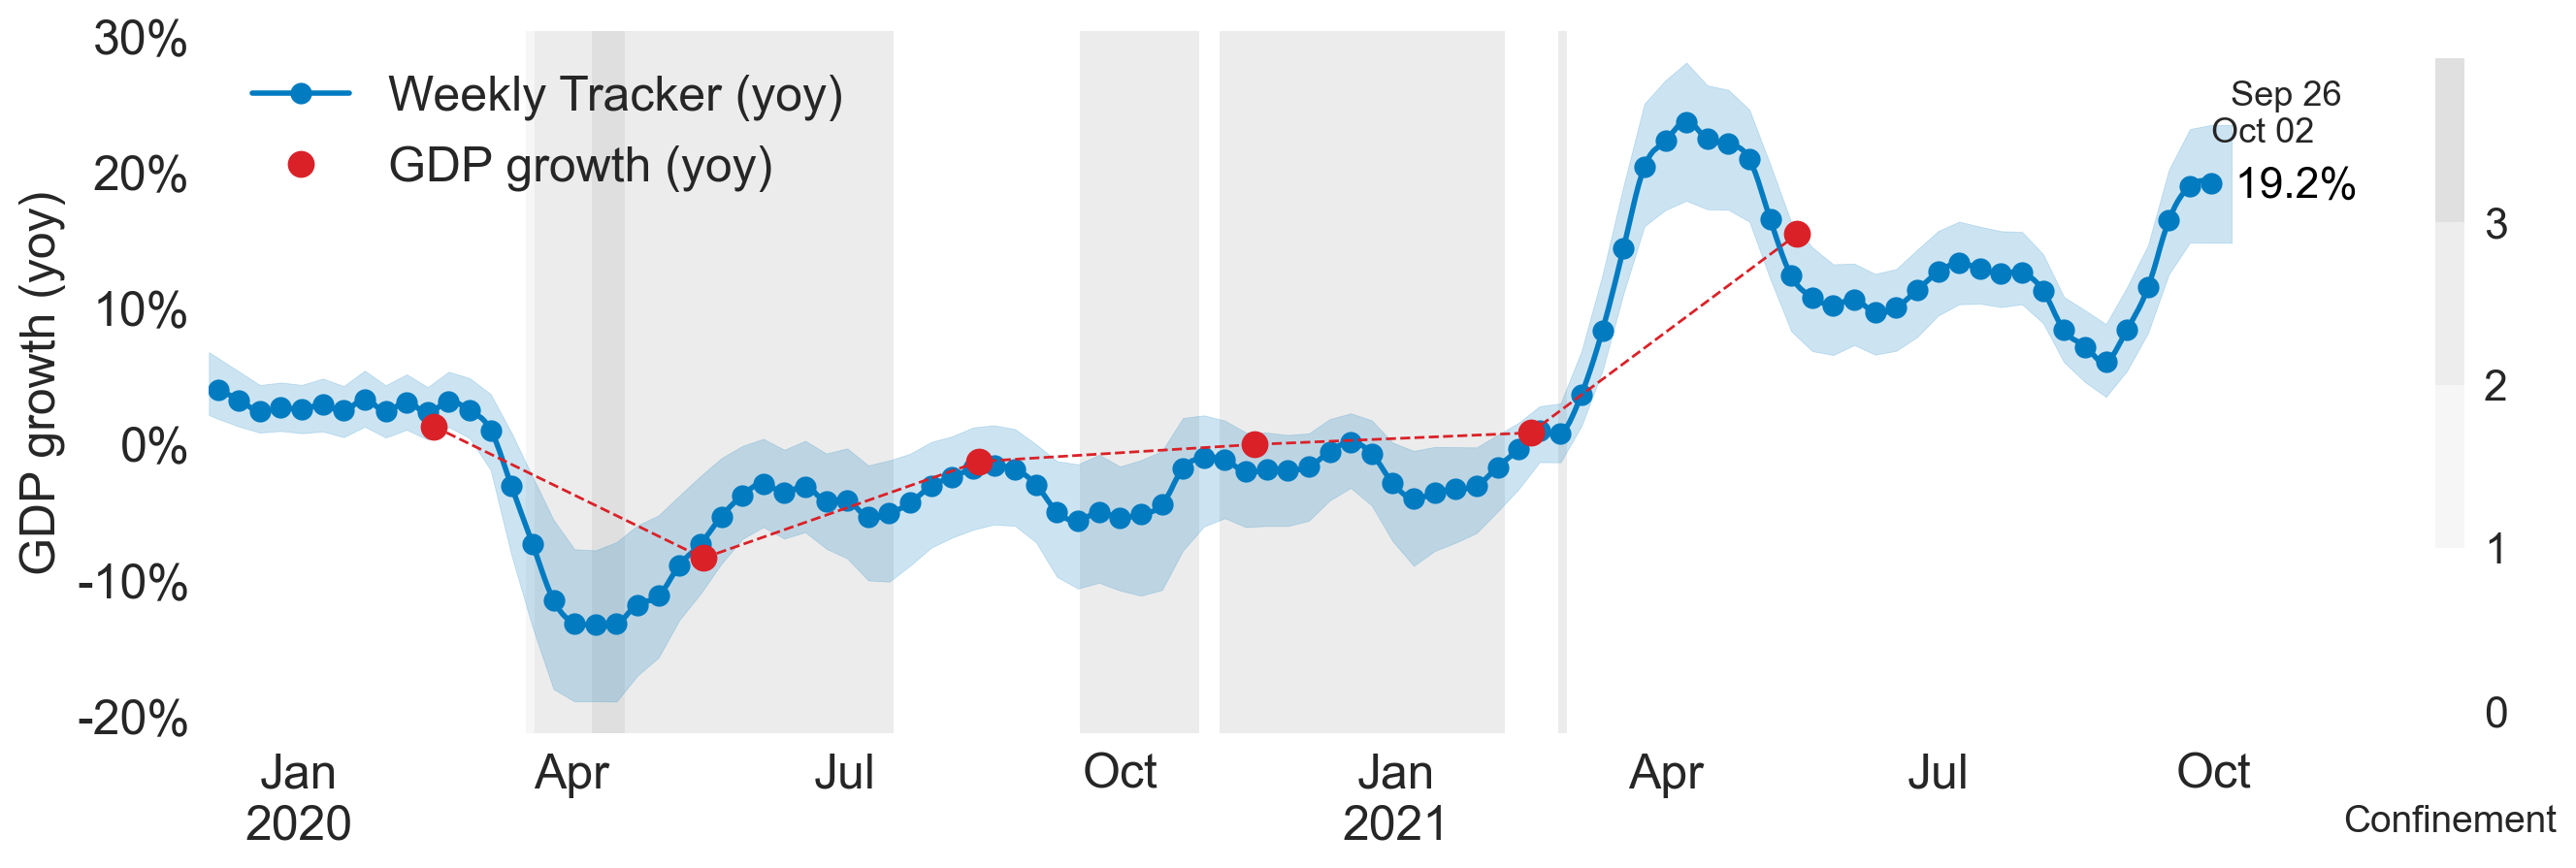 30%
20%
10%
0%
-10%
-20%
GDP growth (yoy)
Weekly Tracker (yoy)
GDP growth (yoy)
Sep 26
Oct 02
19.2%
3
2
1
0
Jan
2020
Apr
Jul
Oct
Jan
2021
Apr
Jul
Oct
Confinement